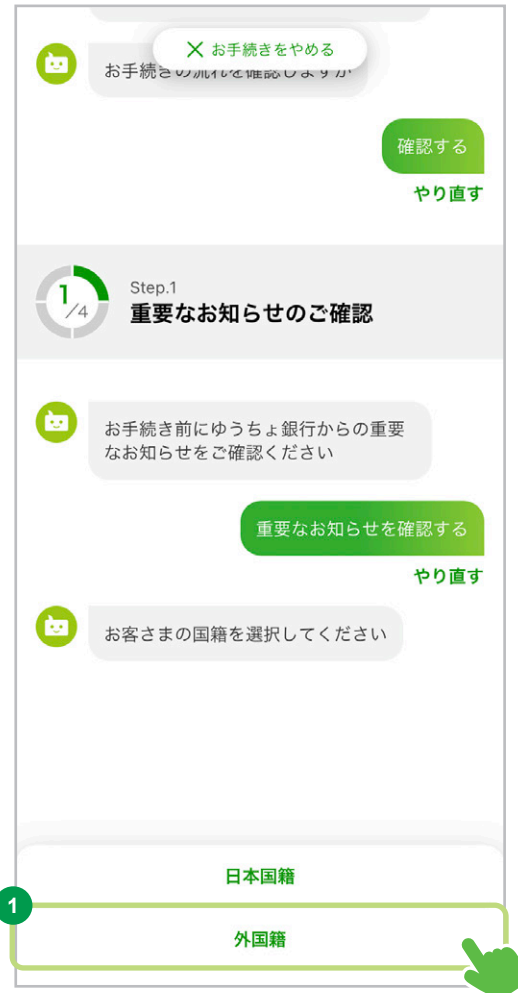 お手続きをやめる
お手続きの流れを確認しますか
確認する
やり直す
1/4
Step.1
重要なお知らせのご確認
お手続き前にゆうちょ銀行からの重要
なお知らせをご確認ください
重要なお知らせを確認する
やり直す
お客さまの国籍を選択してください
日本国籍
1
外国籍